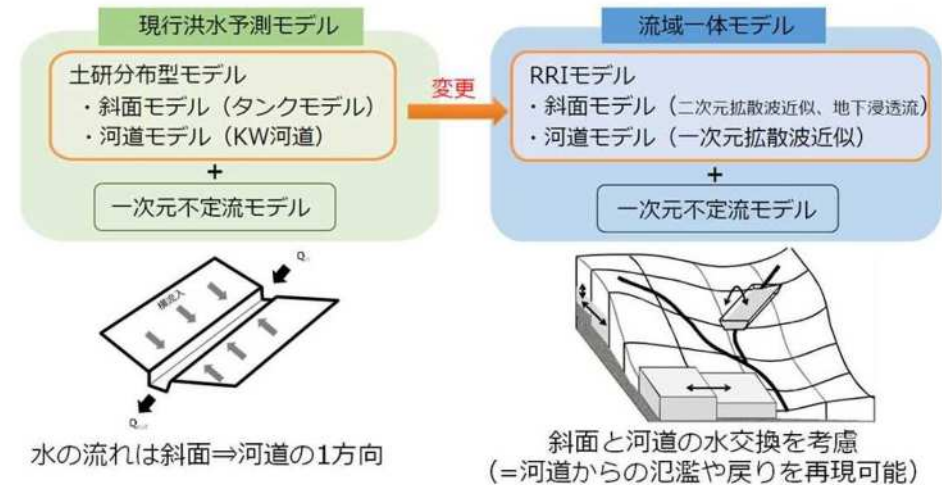 現行洪水予測モデル
土研分布型モデル
・斜面モデル（タンクモデル）
・河道モデル（KW河道）
+
一次元不定流モデル
変更
流域一体モデル
RRIモデル
・斜面モデル（二次元拡散波近似、地下浸透流）
・河道モデル（一次元拡散波近似）
+
一次元不定流モデル
横流入
水の流れは斜面⇒河道の1方向
斜面と河道の水交換を考慮
（=河道からの氾濫や戻りを再現可能）